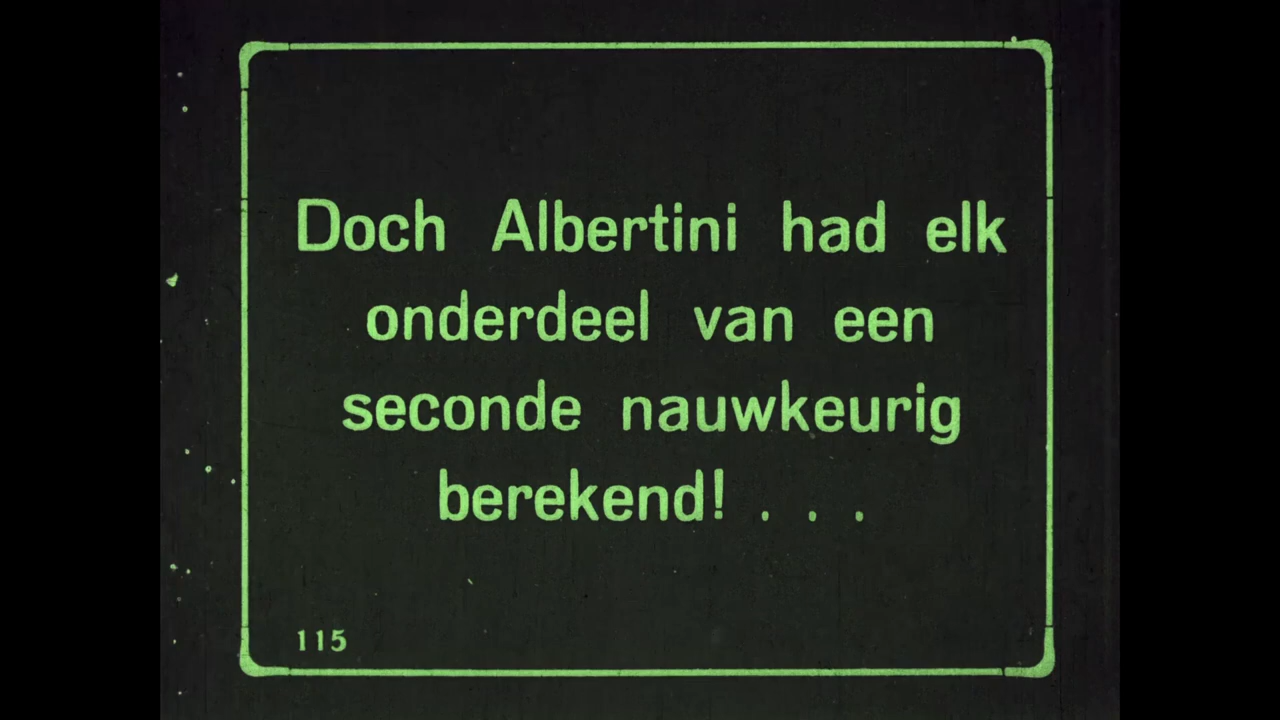 Doch Albertini had elk
onderdeel van een
seconde nauwkeurig
berekend! . . .
115